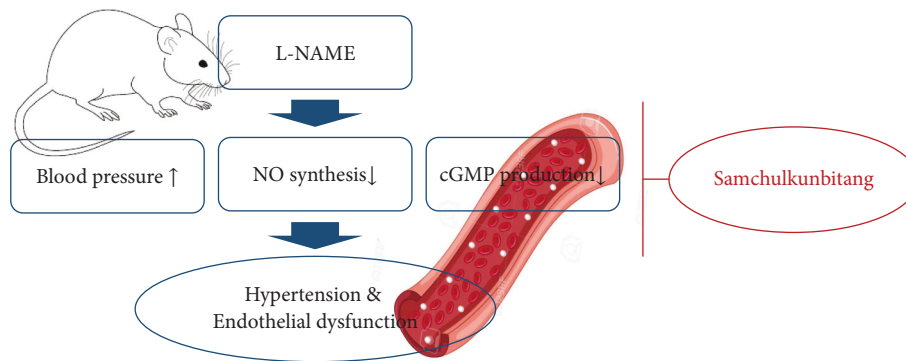 L-NAME
Blood pressure ↑
NO synthesis↓
cGMP production↓
Samchulkunbitang
Hypertension &
Endothelial dysfunction